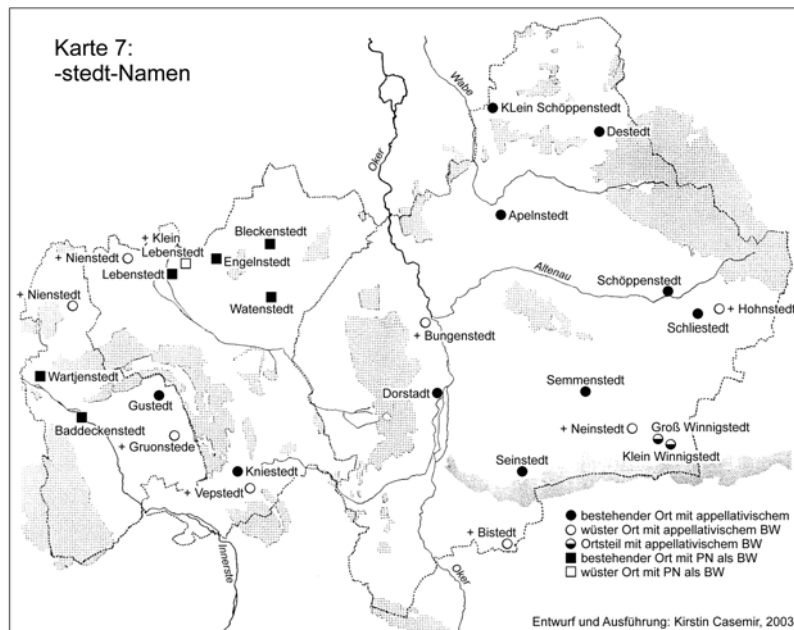 Karte 7:
-stedt-Namen
Wabe
KLein Schöppenstedt
Destedt
Oker
Apelnstedt
+ Klein
Lebenstedt
Bleckenstedt
+ Nienstedt
Engelnstedt
Lebenstedt
Altenau
Schöppenstedt
+ Nienstedt
Watenstedt
+ Hohnstedt
Schliestedt
+ Bungenstedt
Wartjenstedt
Gustedt
Dorstadt
Semmenstedt
Baddeckenstedt
+ Gruonstede
+ Neinstedt
Groß Winnigstedt
Klein Winnigstedt
Kniestedt
Seinstedt
+ Vepstedt
+ Bistedt
Innerste
Oker
bestehender Ort mit appellativischem
wüster Ort mit appellativischem BW
Ortsteil mit appellativischem BW
bestehender Ort mit PN als BW
wüster Ort mit PN als BW
Entwurf und Ausführung: Kirstin Casemir, 2003